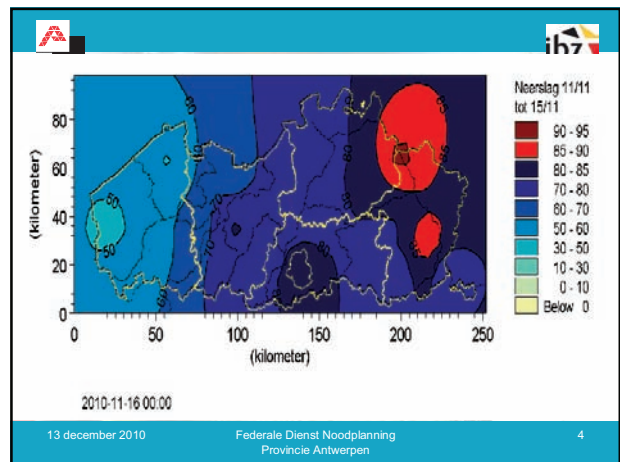 ibz
Neerslag 11/11
tot 15/11
90 - 95
85 - 90
80 - 85
70 - 80
60 - 70
50 - 60
30 - 50
10 - 30
0 - 10
Below 0
(kilometer)
80
60
40
20
0
0 50 100 150 200 250
(kilometer)
2010-11-16 00:00
13 december 2010
Federale Dienst Noodplanning
Provincie Antwerpen
4